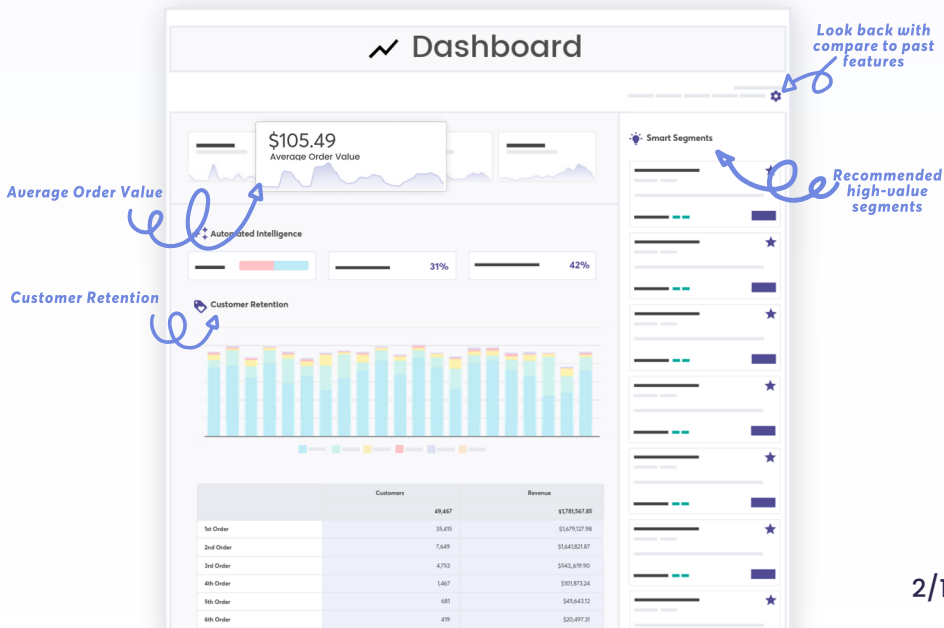 Dashboard
Look back with
compare to past
features
$105.49
Average Order Value
Smart Segments
Average Order Value
Recommended
high-value
segments
Automated Intelligence
31%
42%
Customer Retention
Customer Retention
Customers Revenue
49,467 $1,781,567.85
1st Order 35,415 $1,679,127.98
2nd Order 7,649 $1,641,821.87
3rd Order 4,753 $543,619.90
4th Order 1,467 $101,873.24
5th Order 681 $45,643.12
6th Order 419 $20,497.31
2/1